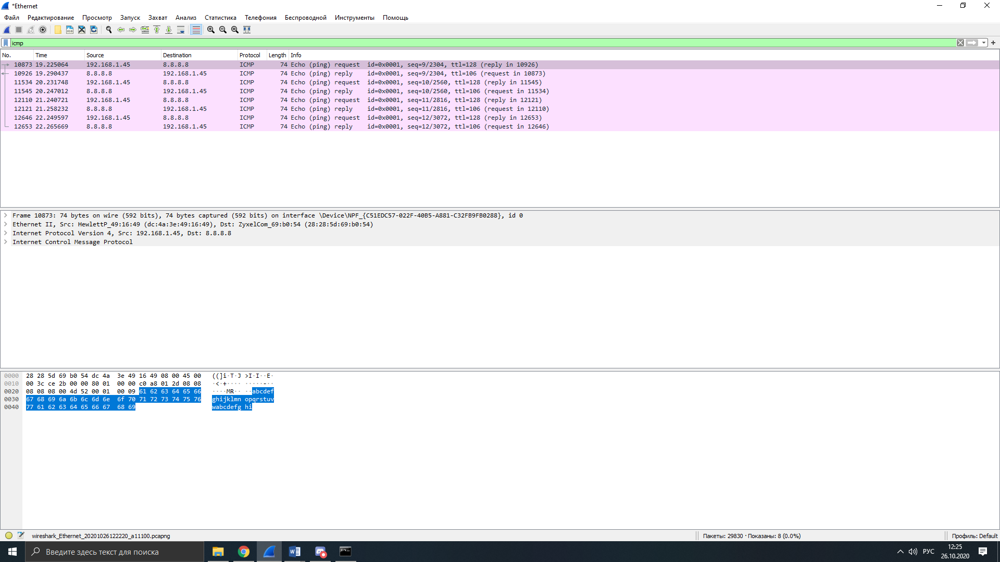 *Ethernet
Файл Редактирование Просмотр Запуск Захват Анализ Статистика Телефония Беспроводной Инструменты Помощь
icmp
No. Time Source Destination Protocol Length Info
10873 19.225064 192.168.1.45 8.8.8.8 ICMP 74 Echo (ping) request id=0x0001, seq=9/2304, ttl=128 (reply in 10926)
10926 19.290437 8.8.8.8 192.168.1.45 ICMP 74 Echo (ping) reply id=0x0001, seq=9/2304, ttl=106 (request in 10873)
11534 20.231748 192.168.1.45 8.8.8.8 ICMP 74 Echo (ping) request id=0x0001, seq=10/2560, ttl=128 (reply in 11545)
11545 20.247012 8.8.8.8 192.168.1.45 ICMP 74 Echo (ping) reply id=0x0001, seq=10/2560, ttl=106 (request in 11534)
12110 21.240721 192.168.1.45 8.8.8.8 ICMP 74 Echo (ping) request id=0x0001, seq=11/2816, ttl=128 (reply in 12121)
12121 21.258232 8.8.8.8 192.168.1.45 ICMP 74 Echo (ping) reply id=0x0001, seq=11/2816, ttl=106 (request in 12110)
12646 22.249597 192.168.1.45 8.8.8.8 ICMP 74 Echo (ping) request id=0x0001, seq=12/3072, ttl=128 (reply in 12653)
12653 22.265669 8.8.8.8 192.168.1.45 ICMP 74 Echo (ping) reply id=0x0001, seq=12/3072, ttl=106 (request in 12646)
Frame 10873: 74 bytes on wire (592 bits), 74 bytes captured (592 bits) on interface \Device\NPF_{C51EDC57-022F-40B5-A881-C32FB9FB0288}, id 0
Ethernet II, Src: HewlettP_49:16:49 (dc:4a:3e:49:16:49), Dst: ZyxelCom_69:b0:54 (28:28:5d:69:b0:54)
Internet Protocol Version 4, Src: 192.168.1.45, Dst: 8.8.8.8
Internet Control Message Protocol
0000 28 28 5d 69 b0 54 dc 4a 3e 49 16 49 08 00 45 00 ((]i·T·J >I·I··E·
0010 00 3c ce 2b 00 00 80 01 00 00 c0 a8 01 2d 08 08 ·<·+···· ·····-··
0020 08 08 08 00 4d 52 00 01 00 09 61 62 63 64 65 66 ····MR·· ··abcdef
0030 67 68 69 6a 6b 6c 6d 6e 6f 70 71 72 73 74 75 76 ghijklmn opqrstuv
0040 77 61 62 63 64 65 66 67 68 69 wabcdefg hi
wireshark_Ethernet_20201026122220_a11100.pcapng Пакеты: 29830 · Показаны: 8 (0.0%) Профиль: Default
Введите здесь текст для поиска РУС 12:25
26.10.2020